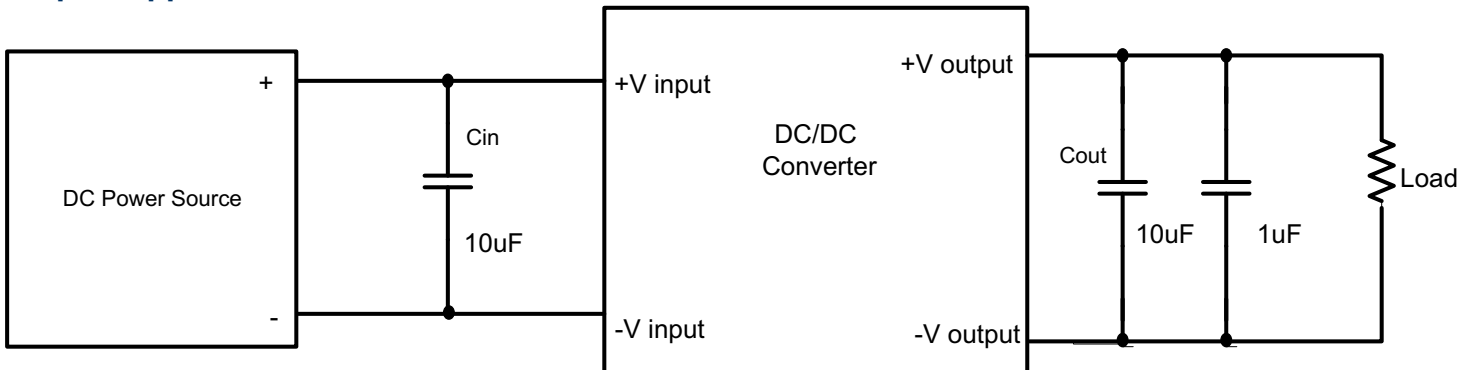 +
+V input
+V output
DC/DC
Converter
Cin
Cout
DC Power Source
Load
10uF
10uF
1uF
-
-V input
-V output